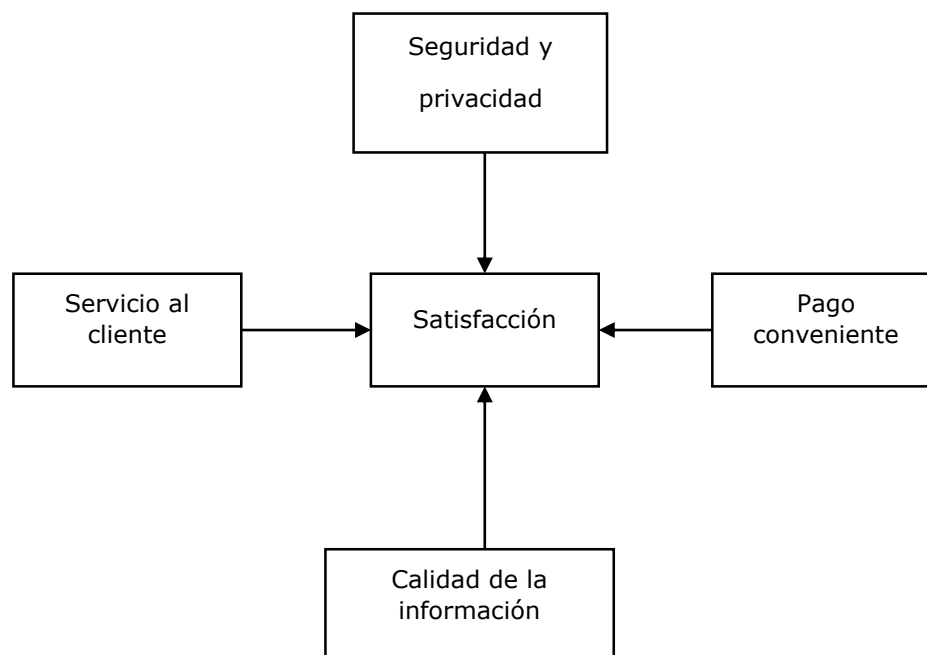 Seguridad y
privacidad
Servicio al
cliente
Satisfacción
Pago
conveniente
Calidad de la
información